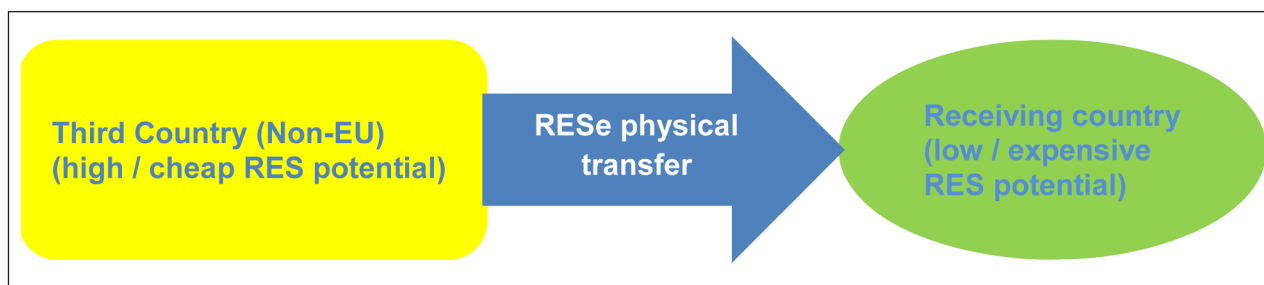 Third Country (Non-EU)
(high / cheap RES potential)
RESe physical
transfer
Receiving country
(low / expensive
RES potential)